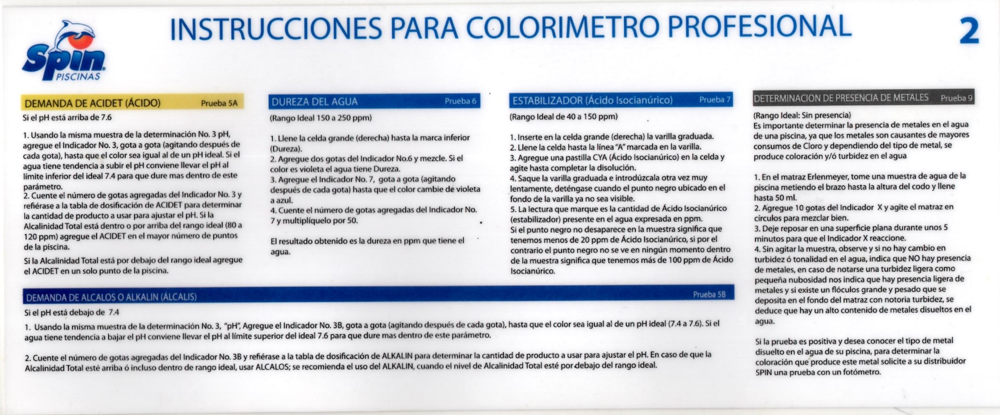 INSTRUCCIONES PARA COLORIMETRO PROFESIONAL
2
Spin
PISCINAS
DEMANDA DE ACIDET (ÁCIDO) Prueba 5A
Si el pH está arriba de 7.6
1. Usando la misma muestra de la determinación No. 3 pH,
agregue el Indicador No. 3, gota a gota (agitando después de
cada gota), hasta que el color sea igual al de un pH ideal. Si el
agua tiene tendencia a subir el pH conviene llevar el pH al
límite inferior del ideal 7.4 para que dure mas dentro de este
parámetro.
2. Cuente el número de gotas agregadas del Indicador No. 3 y
refiérase a la tabla de dosificación de ACIDET para determinar
la cantidad de producto a usar para ajustar el pH. Si la
Alcalinidad Total está dentro o por arriba del rango ideal (80 a
120 ppm) agregue el ACIDET en el mayor número de puntos
de la piscina.
Si la Alcalinidad Total está por debajo del rango ideal agregue
el ACIDET en un solo punto de la piscina.
DUREZA DEL AGUA Prueba 6
(Rango Ideal 150 a 250 ppm)
1. Llene la celda grande (derecha) hasta la marca inferior
(Dureza).
2. Agregue dos gotas del Indicador No.6 y mezcle. Si el
color es violeta el agua tiene Dureza.
3. Agregue el Indicador No. 7, gota a gota (agitando
después de cada gota) hasta que el color cambie de violeta
a azul.
4. Cuente el número de gotas agregadas del Indicador No.
7 y multiplíquelo por 50.
El resultado obtenido es la dureza en ppm que tiene el
agua.
ESTABILIZADOR (Ácido Isocianúrico) Prueba 7
(Rango Ideal de 40 a 150 ppm)
1. Inserte en la celda grande (derecha) la varilla graduada.
2. Llene la celda hasta la línea "A" marcada en la varilla.
3. Agregue una pastilla CYA (Ácido Isocianúrico) en la celda y
agite hasta completar la disolución.
4. Saque la varilla graduada e introdúzcala otra vez muy
lentamente, deténgase cuando el punto negro ubicado en el
fondo de la varilla ya no sea visible.
5. La lectura que marque es la cantidad de Ácido Isocianúrico
(estabilizador) presente en el agua expresada en ppm.
Si el punto negro no desaparece en la muestra significa que
tenemos menos de 20 ppm de Ácido Isocianúrico, si por el
contrario el punto negro no se ve en ningún momento dentro
de la muestra significa que tenemos más de 100 ppm de Ácido
Isocianúrico.
DEMANDA DE ALCALOS O ALKALIN (ÁLCALIS) Prueba 5B
Si el pH está debajo de 7.4
1. Usando la misma muestra de la determinación No. 3, "pH", Agregue el Indicador No. 3B, gota a gota (agitando después de cada gota), hasta que el color sea igual al de un pH ideal (7.4 a 7.6). Si el
agua tiene tendencia a bajar el pH conviene llevar el pH al límite superior del ideal 7.6 para que dure mas dentro de este parámetro.
2. Cuente el número de gotas agregadas del Indicador No. 3B y refiérase a la tabla de dosificación de ALKALIN para determinar la cantidad de producto a usar para ajustar el pH. En caso de que la
Alcalinidad Total esté arriba ó incluso dentro de rango ideal, usar ALCALOS; se recomienda el uso del ALKALIN, cuando el nivel de Alcalinidad Total esté por debajo del rango ideal.
DETERMINACION DE PRESENCIA DE METALES Prueba 9
(Rango Ideal: Sin presencia)
Es importante determinar la presencia de metales en el agua
de una piscina, ya que los metales son causantes de mayores
consumos de Cloro y dependiendo del tipo de metal, se
produce coloración y/ó turbidez en el agua
1. En el matraz Erlenmeyer, tome una muestra de agua de la
piscina metiendo el brazo hasta la altura del codo y llene
hasta 50 ml.
2. Agregue 10 gotas del Indicador X y agite el matraz en
círculos para mezclar bien.
3. Deje reposar en una superficie plana durante unos 5
minutos para que el Indicador X reaccione.
4. Sin agitar la muestra, observe y si no hay cambio en
turbidez ó tonalidad en el agua, indica que NO hay presencia
de metales, en caso de notarse una turbidez ligera como
pequeña nubosidad nos indica que hay presencia ligera de
metales y si existe un flóculos grande y pesado que se
deposita en el fondo del matraz con notoria turbidez, se
deduce que hay un alto contenido de metales disueltos en el
agua.
Si la prueba es positiva y desea conocer el tipo de metal
disuelto en el agua de su piscina, para determinar la
coloración que produce este metal solicite a su distribuidor
SPIN una prueba con un fotómetro.